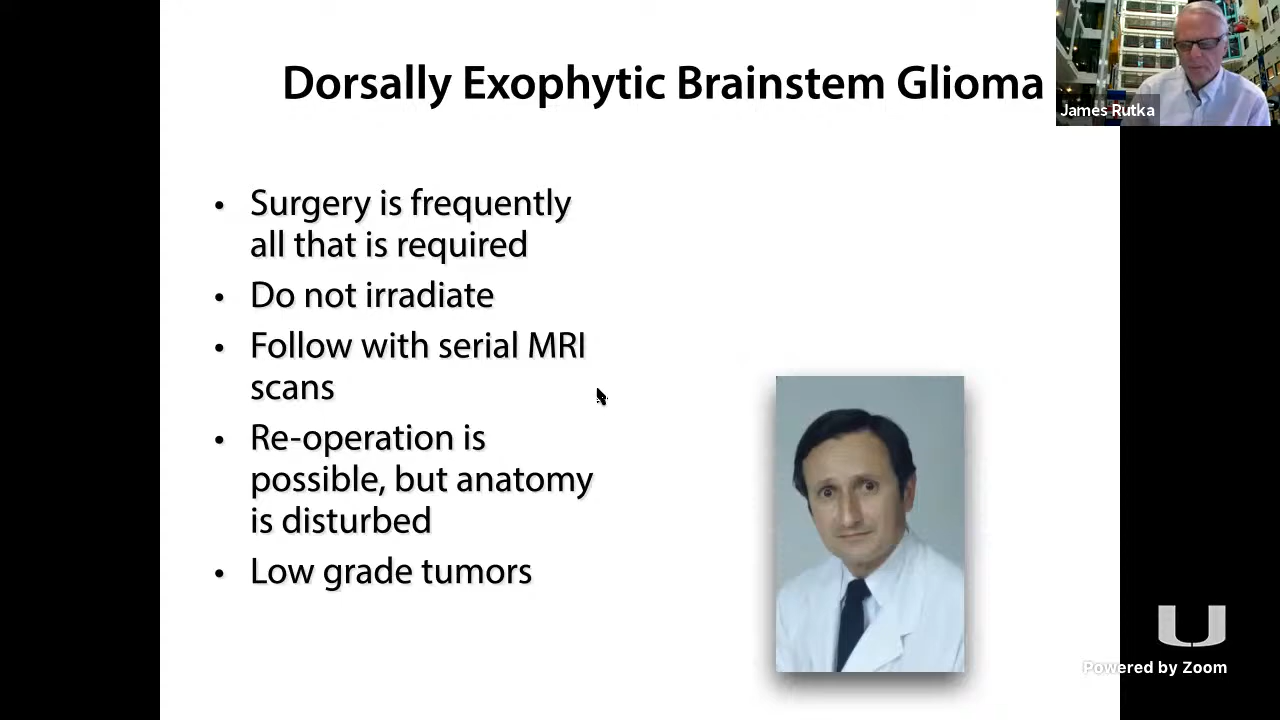 Dorsally Exophytic Brainstem Glioma
James Rutka
• Surgery is frequently
all that is required
• Do not irradiate
• Follow with serial MRI
scans
• Re-operation is
possible, but anatomy
is disturbed
• Low grade tumors
U
Powered by Zoom